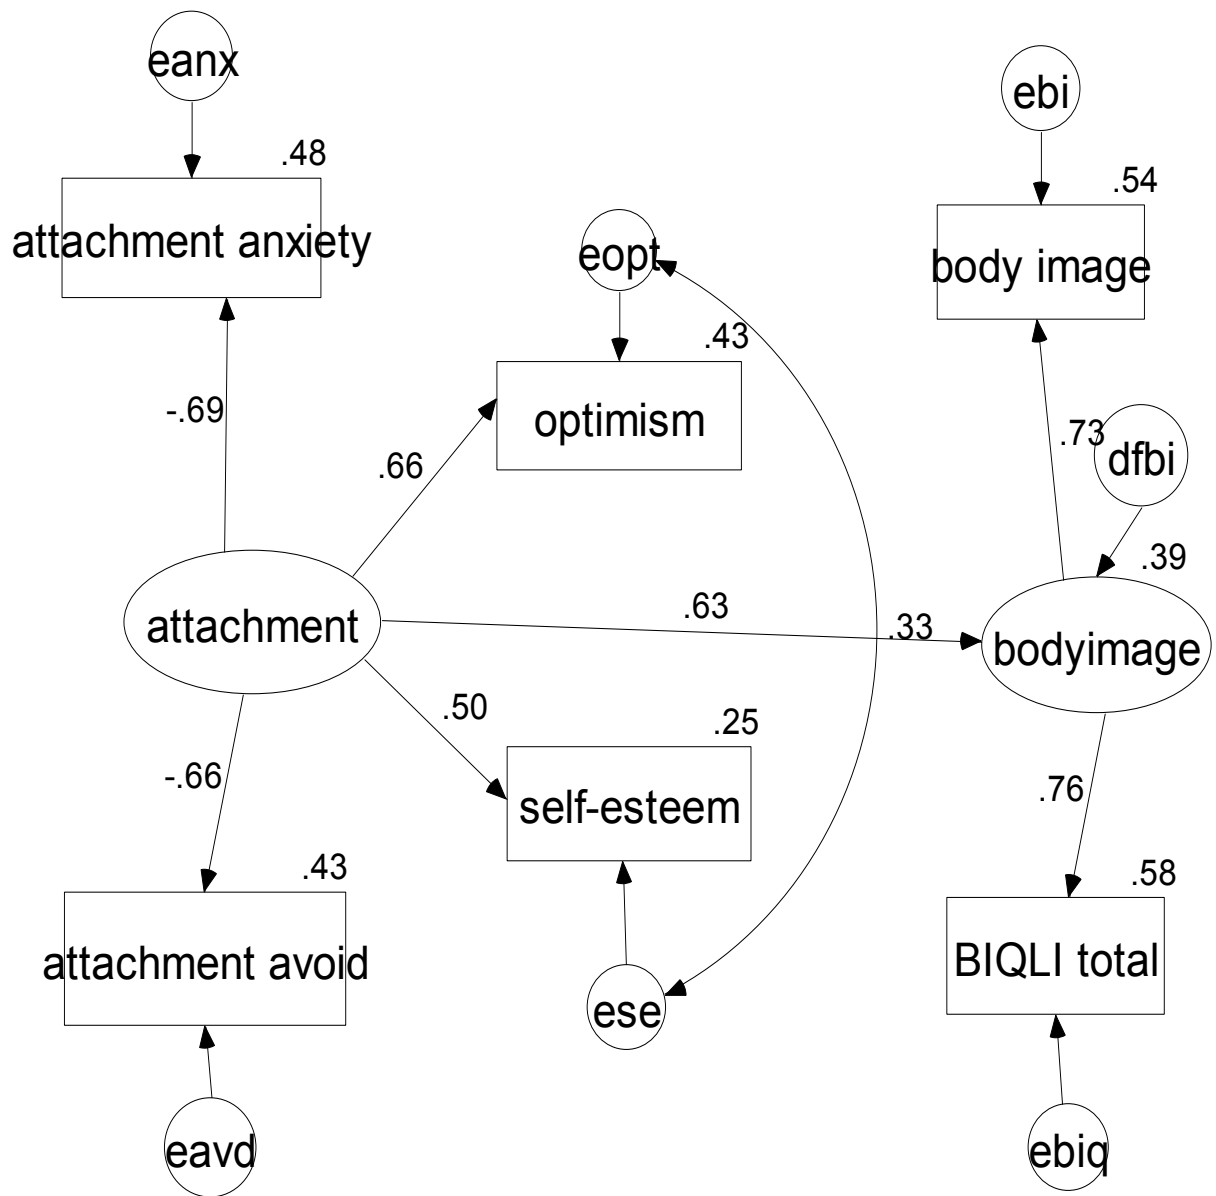 eanx
ebi
.48
.54
attachment anxiety
eopt
body image
.43
-.69
optimism
.73
dfbi
.66
.39
attachment
.63
.33
bodyimage
.50
.25
-.66
.76
self-esteem
.43
.58
attachment avoid
BIQLI total
ese
eavd
ebiq